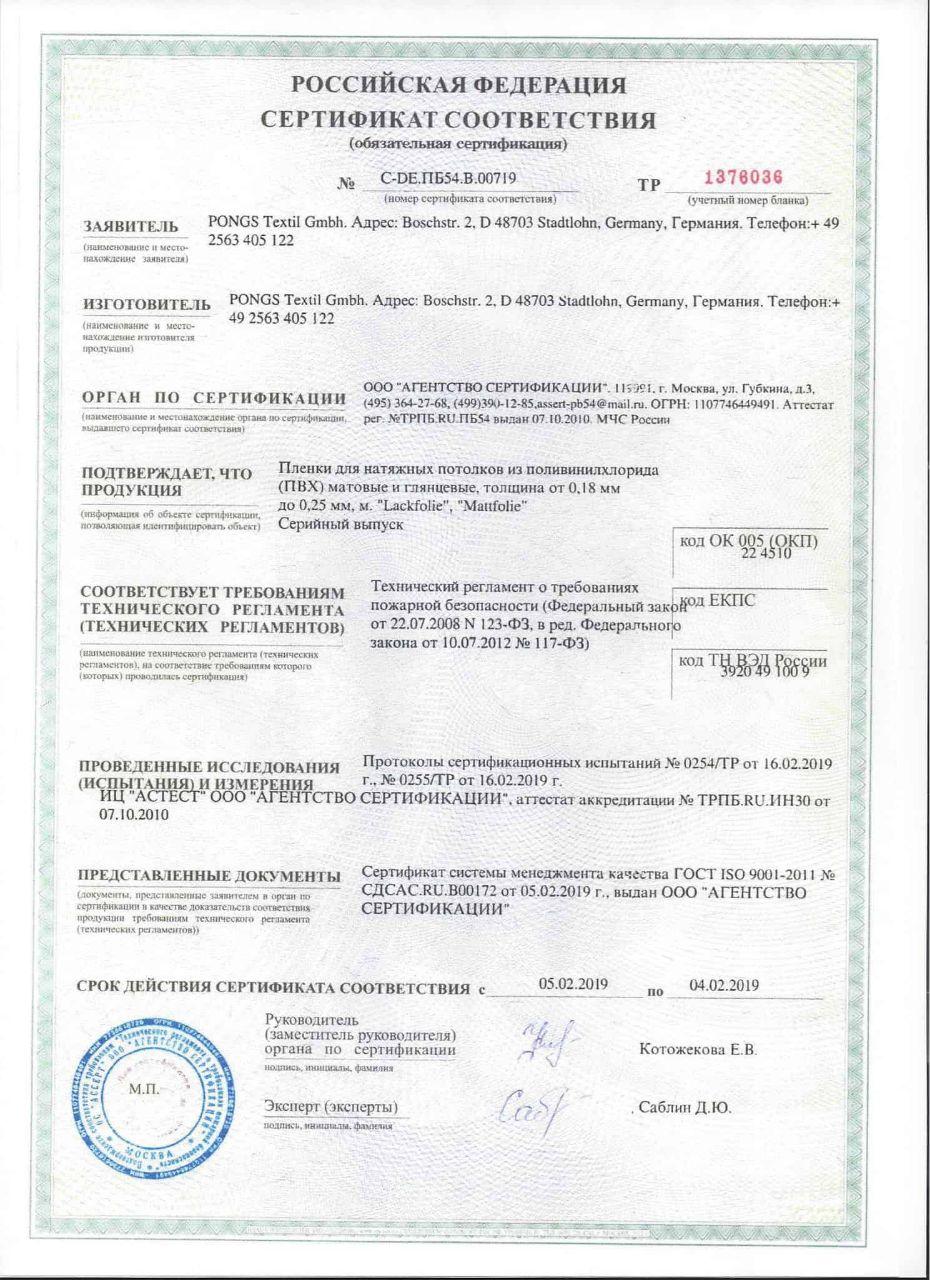 РОССИЙСКАЯ ФЕДЕРАЦИЯ
СЕРТИФИКАТ СООТВЕТСТВИЯ
(обязательная сертификация)
№ C-DE.ПБ54.В.00719
(номер сертификата соответствия)
ТР 1376036
(учетный номер бланка)
ЗАЯВИТЕЛЬ
(наименование и место-
нахождение заявителя)
PONGS Textil Gmbh. Адрес: Boschstr. 2, D 48703 Stadtlohn, Germany, Германия. Телефон:+ 49
2563 405 122
ИЗГОТОВИТЕЛЬ
(наименование и место-
нахождение изготовителя
продукции)
PONGS Textil Gmbh. Адрес: Boschstr. 2, D 48703 Stadtlohn, Germany, Германия. Телефон:+
49 2563 405 122
ОРГАН ПО СЕРТИФИКАЦИИ
(наименование и местонахождение органа по сертификации,
выдавшего сертификат соответствия)
ООО "АГЕНТСТВО СЕРТИФИКАЦИИ". г. Москва, ул. Губкина, д.3,
(495) 364-27-68, (499)390-12-85,assert-pb54@mail.ru. ОГРН: 1107746449491. Аттестат
рег. №ТРПБ.RU.ПБ54 выдан 07.10.2010. МЧС России
ПОДТВЕРЖДАЕТ, ЧТО
ПРОДУКЦИЯ
(информация об объекте сертификации,
позволяющая идентифицировать объект)
Пленки для натяжных потолков из поливинилхлорида
(ПВХ) матовые и глянцевые, толщина от 0,18 мм
до 0,25 мм, м. "Lackfolie", "Mattfolie"
Серийный выпуск
код ОК 005 (ОКП)
22 4510
СООТВЕТСТВУЕТ ТРЕБОВАНИЯМ
ТЕХНИЧЕСКОГО РЕГЛАМЕНТА
(ТЕХНИЧЕСКИХ РЕГЛАМЕНТОВ)
(наименование технического регламента (технических
регламентов), на соответствие требованиям которого
(которых) проводилась сертификация)
Технический регламент о требованиях
пожарной безопасности (Федеральный закон
от 22.07.2008 N 123-ФЗ, в ред. Федерального
закона от 10.07.2012 № 117-ФЗ)
код ЕКПС
код ТН ВЭД России
3920 49 100 9
ПРОВЕДЕННЫЕ ИССЛЕДОВАНИЯ
(ИСПЫТАНИЯ) И ИЗМЕРЕНИЯ
Протоколы сертификационных испытаний № 0254/ТР от 16.02.2019
г., № 0255/ТР от 16.02.2019 г.
ИЦ "АСТЕСТ" ООО "АГЕНТСТВО СЕРТИФИКАЦИИ", аттестат аккредитации № ТРПБ.RU.ИН30 от
07.10.2010
ПРЕДСТАВЛЕННЫЕ ДОКУМЕНТЫ
(документы, представленные заявителем в орган по
сертификации в качестве доказательств соответствия
продукции требованиям технического регламента
(технических регламентов))
Сертификат системы менеджмента качества ГОСТ ISO 9001-2011 №
СДСАС.RU.В00172 от 05.02.2019 г., выдан ООО "АГЕНТСТВО
СЕРТИФИКАЦИИ"
СРОК ДЕЙСТВИЯ СЕРТИФИКАТА СООТВЕТСТВИЯ с 05.02.2019 по 04.02.2019
Руководитель
(заместитель руководителя)
органа по сертификации
подпись, инициалы, фамилия
Котожекова Е.В.
Эксперт (эксперты)
подпись, инициалы, фамилия
Саблин Д.Ю.
М.П.
ООО "АГЕНТСТВО СЕРТИФИКАЦИИ"
ОС "АССЕРТ"
МОСКВА